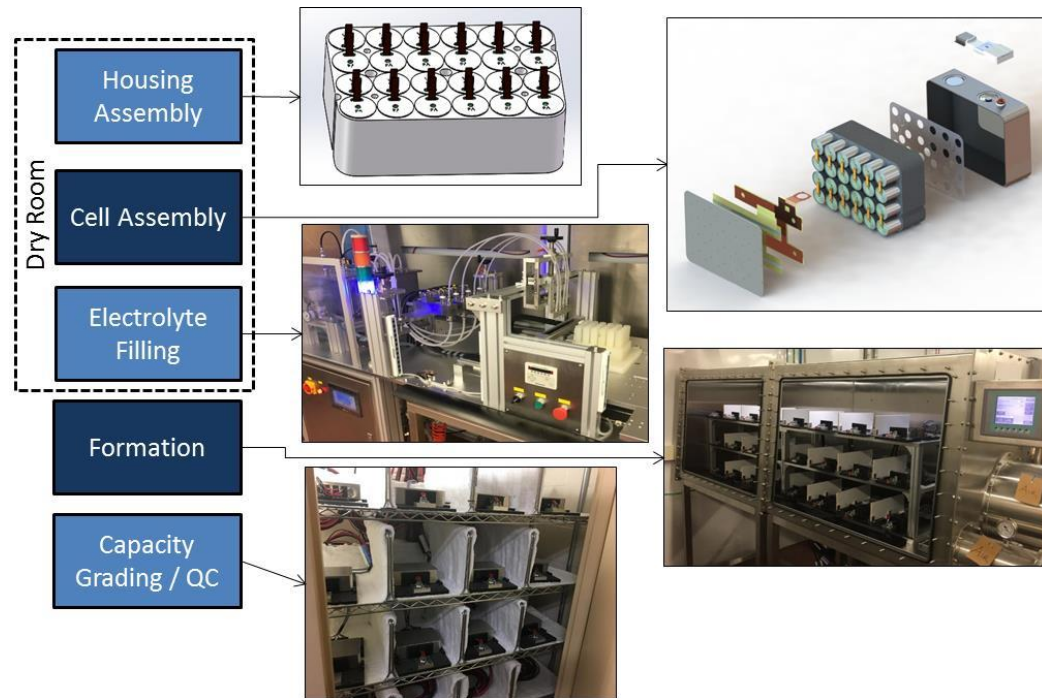 Dry Room
Housing
Assembly
Cell Assembly
Electrolyte
Filling
Formation
Capacity
Grading / QC